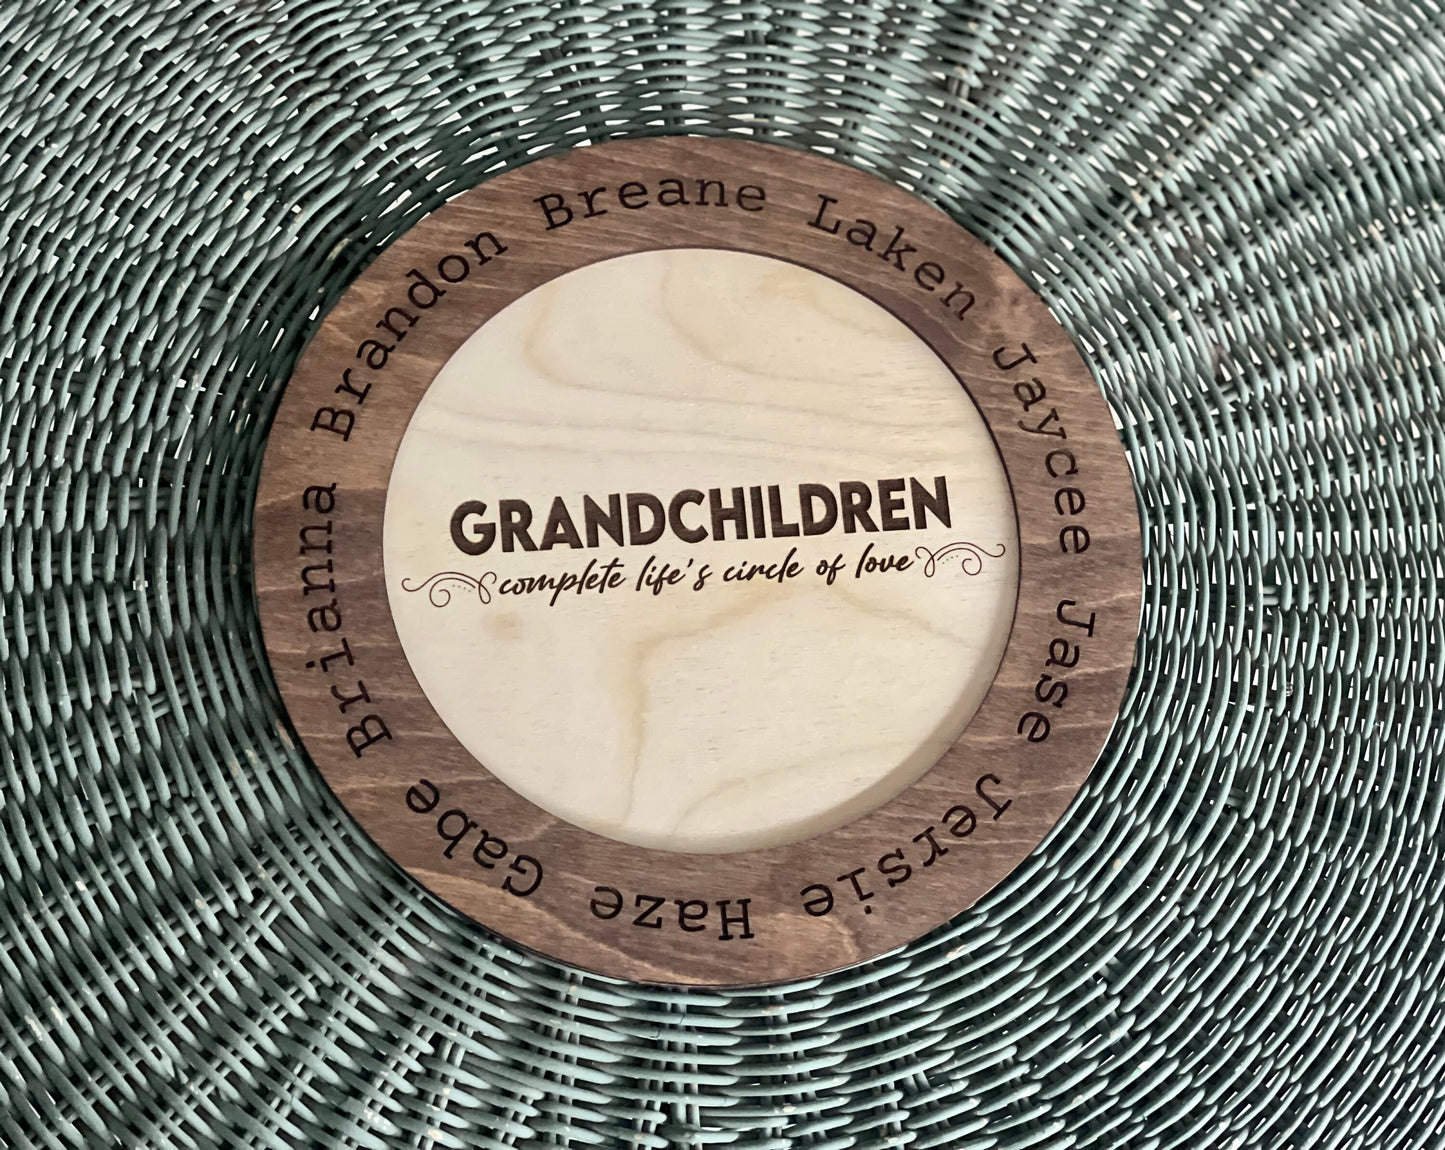 Brianna Brandon Breane Laken Jaycee Jase Jersie Haze Gabe
GRANDCHILDREN
complete life's circle of love